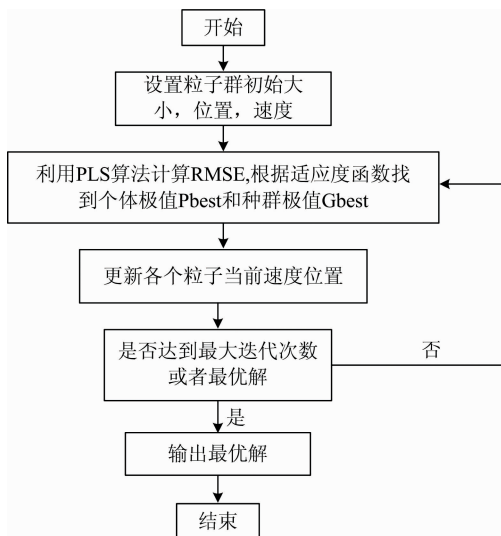 开始
设置粒子群初始大
小，位置，速度
利用PLS算法计算RMSE,根据适应度函数找
到个体极值Pbest和种群极值Gbest
更新各个粒子当前速度位置
是否达到最大迭代次数
或者最优解
否
是
输出最优解
结束